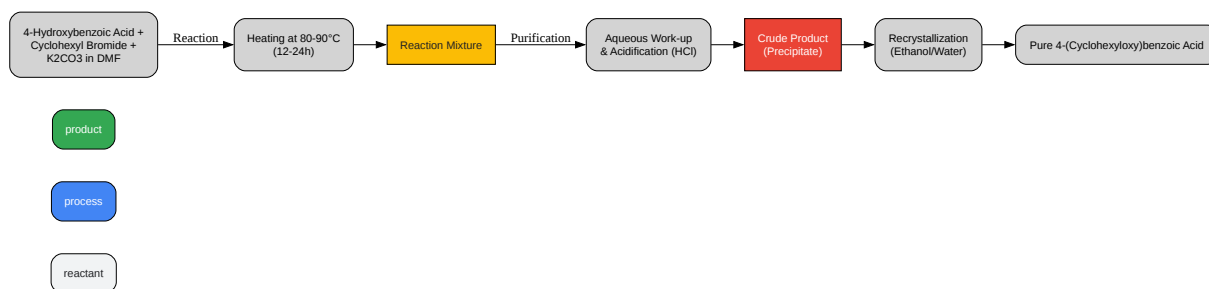 4-Hydroxybenzoic Acid +
Cyclohexyl Bromide +
K2CO3 in DMF
Reaction
Heating at 80-90°C
(12-24h)
Reaction Mixture
Purification
Aqueous Work-up
& Acidification (HCl)
Crude Product
(Precipitate)
Recrystallization
(Ethanol/Water)
Pure 4-(Cyclohexyloxy)benzoic Acid
product
process
reactant